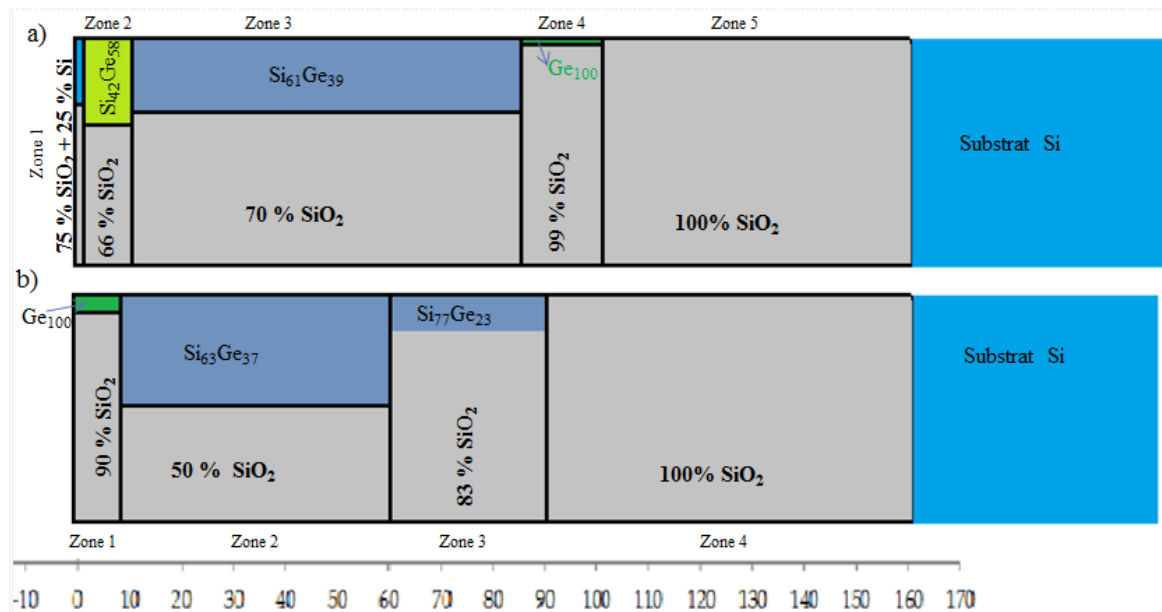 Zone 2 Zone 3 Zone 4 Zone 5
a)
Zone 1
75 % SiO₂ + 25 % Si
Si₄₂Ge₅₈
66 % SiO₂
Si₆₁Ge₃₉
70 % SiO₂
Ge₁₀₀
99 % SiO₂
100% SiO₂
Substrat Si
b)
Ge₁₀₀
90 % SiO₂
Si₆₃Ge₃₇
50 % SiO₂
Si₇₇Ge₂₃
83 % SiO₂
100% SiO₂
Substrat Si
Zone 1 Zone 2 Zone 3 Zone 4
-10 0 10 20 30 40 50 60 70 80 90 100 110 120 130 140 150 160 170